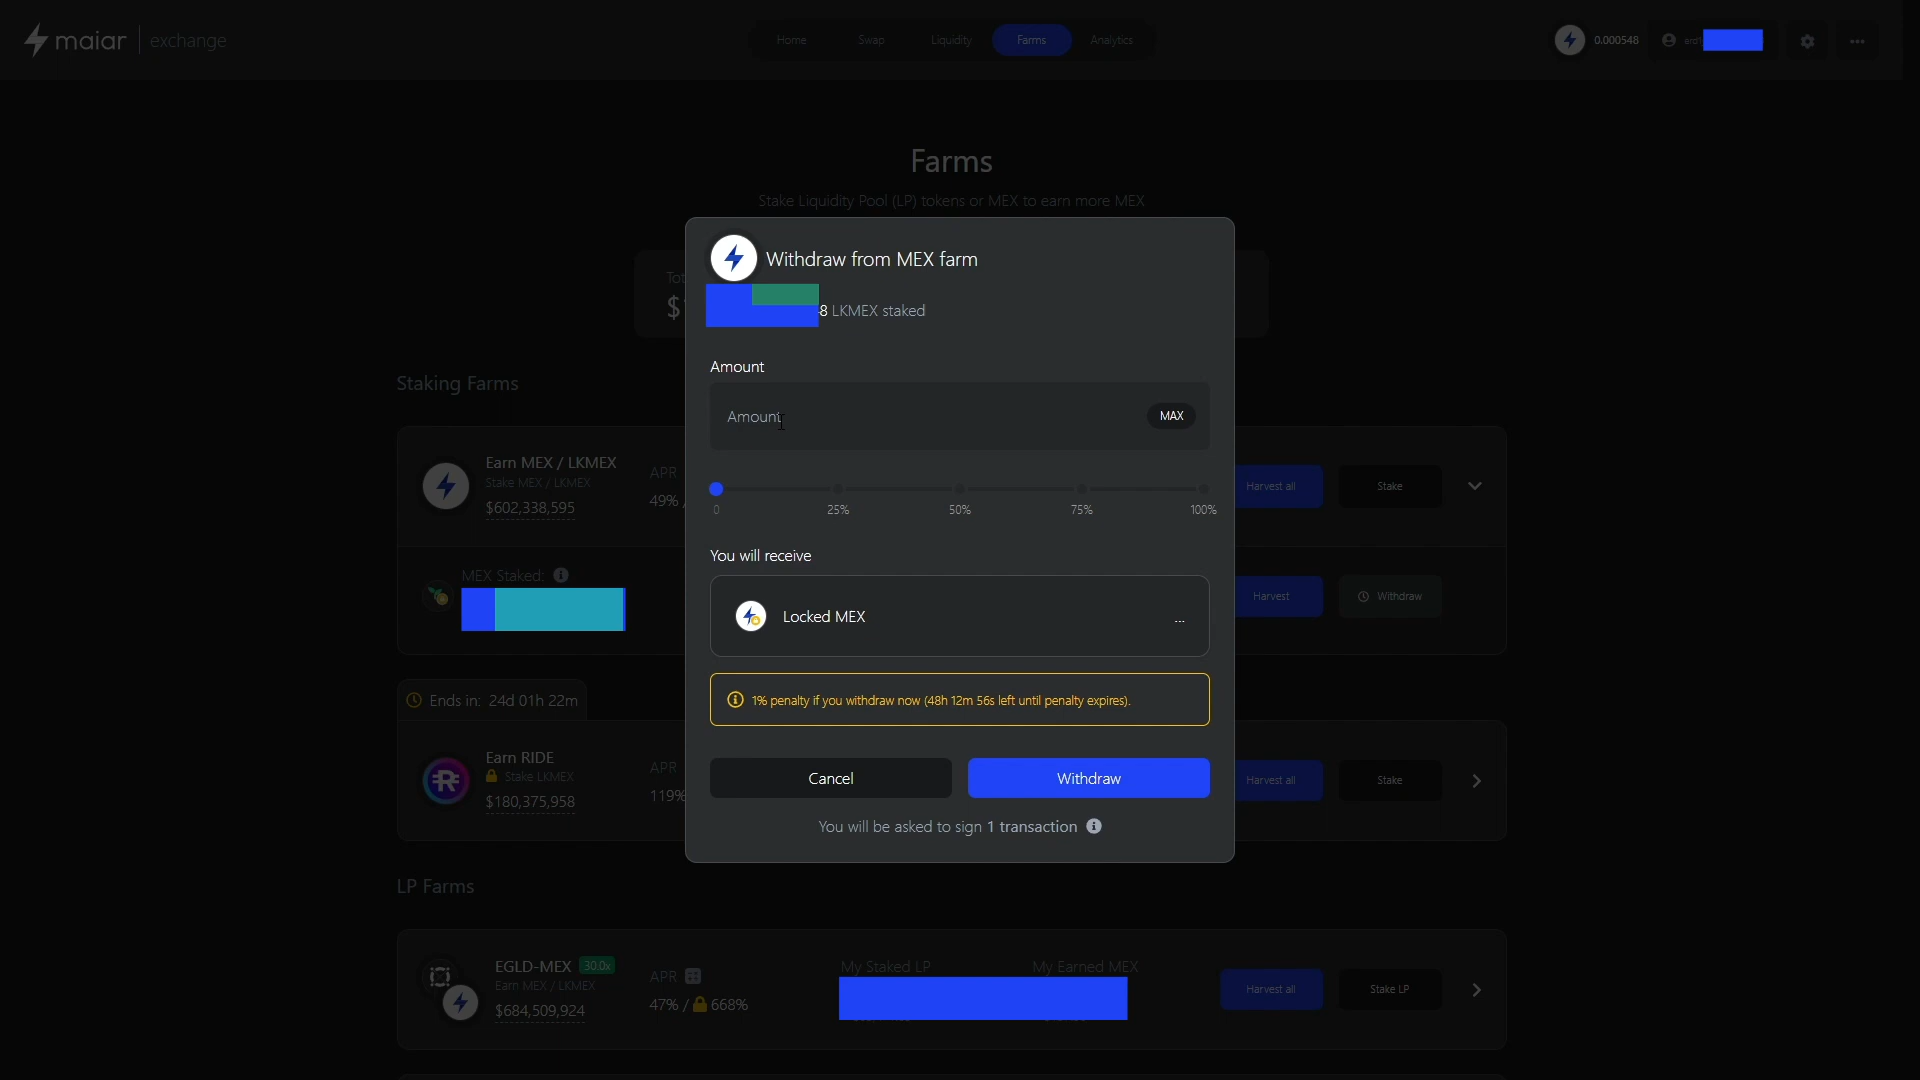 maiar exchange
Home Swap Liquidity Farms Analytics
0.000548 erd1
Farms
Stake Liquidity Pool (LP) tokens or MEX to earn more MEX
Withdraw from MEX farm
8 LKMEX staked
Amount
Amount MAX
0 25% 50% 75% 100%
You will receive
Locked MEX ...
1% penalty if you withdraw now (48h 12m 56s left until penalty expires).
Cancel Withdraw
You will be asked to sign 1 transaction
Staking Farms
Earn MEX / LKMEX
Stake MEX / LKMEX
$602,338,595
APR
49% /
Harvest all Stake
MEX Staked:
Harvest Withdraw
Ends in: 24d 01h 22m
Earn RIDE
Stake LKMEX
$180,375,958
APR
119%
Harvest all Stake
LP Farms
EGLD-MEX 30.0x
Earn MEX / LKMEX
$684,509,924
APR
47% / 668%
My Staked LP My Earned MEX
Harvest all Stake LP